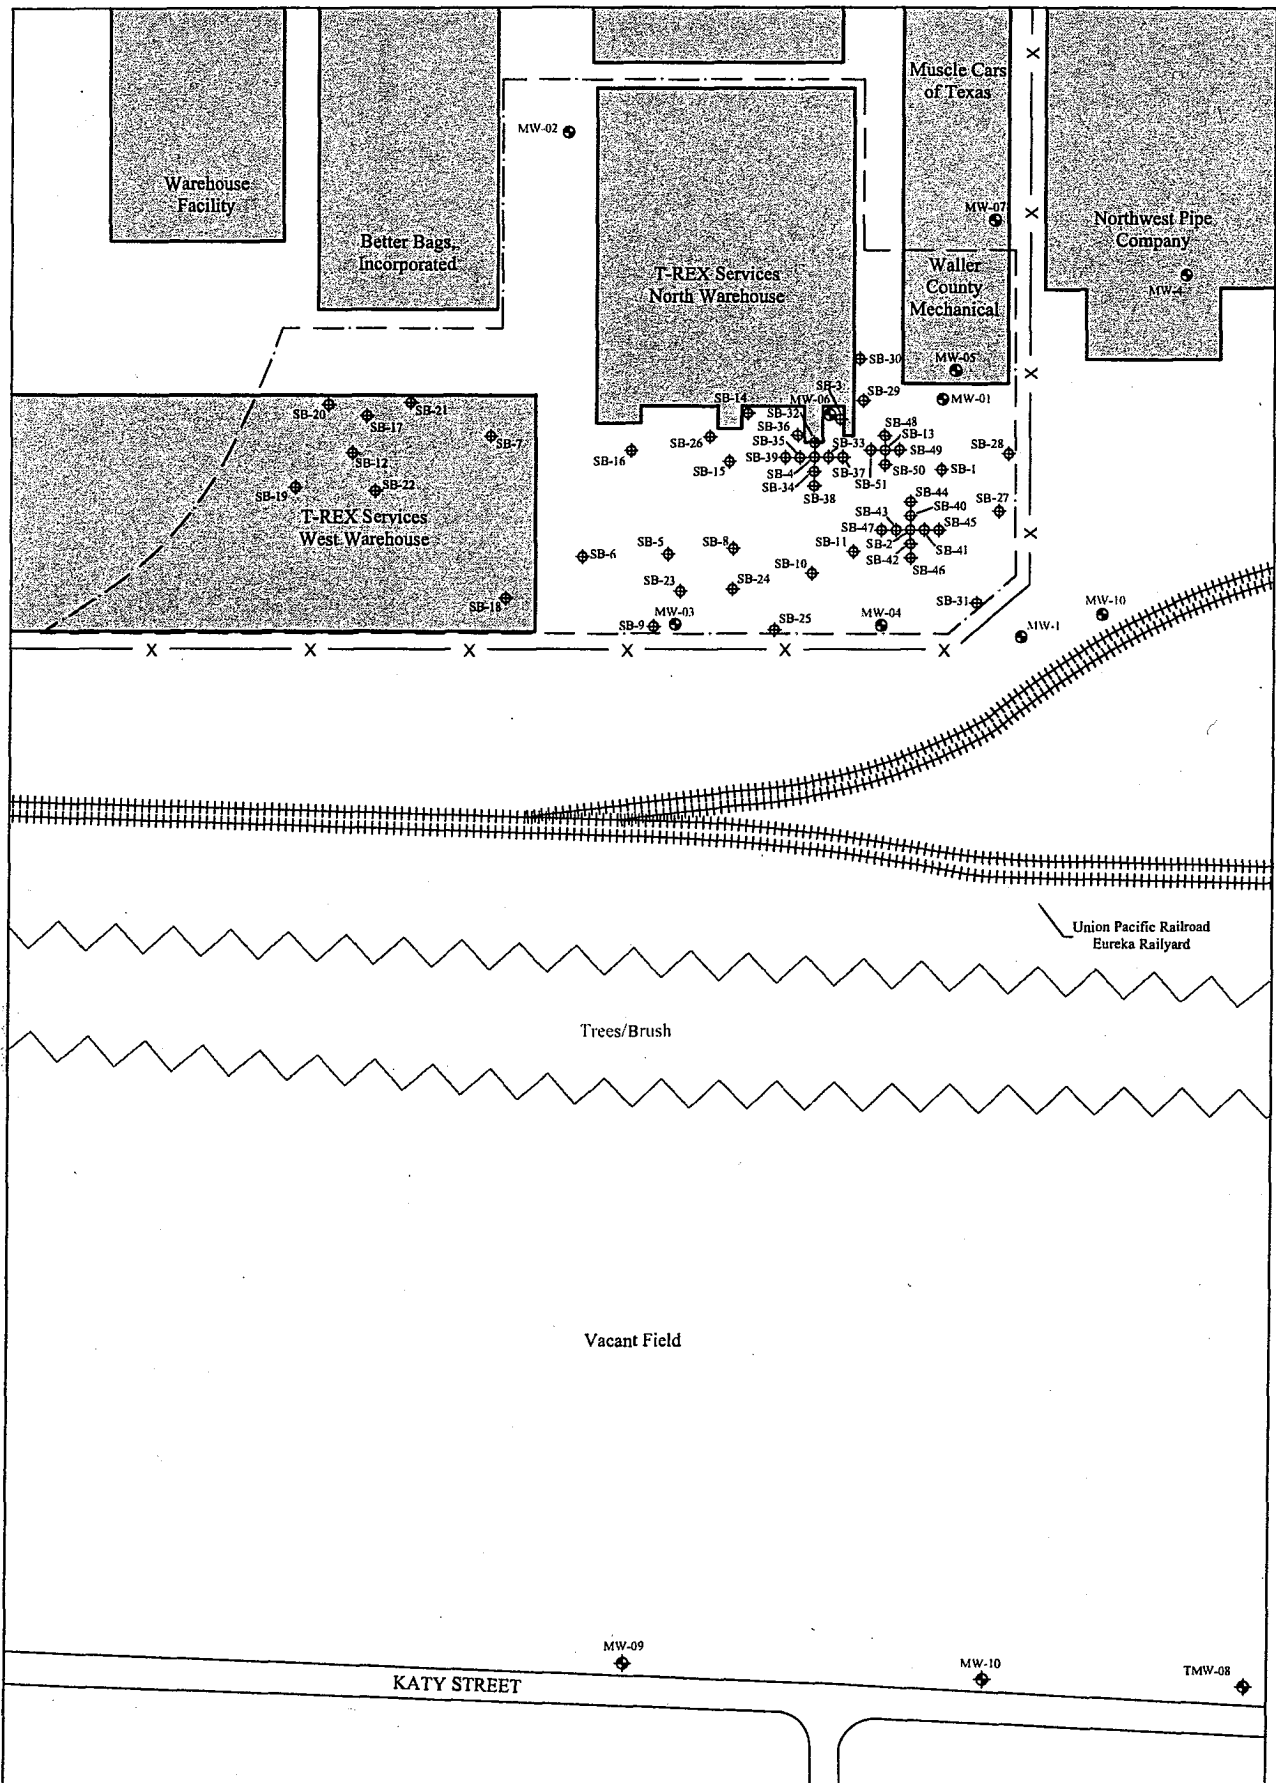 Muscle Cars
of Texas
MW-02
Warehouse
Facility
MW-07
Northwest Pipe
Company
Better Bags,
Incorporated
Waller
County
Mechanical
T-REX Services
North Warehouse
MW-4
SB-30
MW-05
SB-3
SB-29
MW-01
SB-20
SB-21
SB-14
MW-06
SB-32
SB-17
SB-36
SB-48
SB-7
SB-26
SB-35
SB-33
SB-13
SB-28
SB-12
SB-16
SB-39
SB-49
SB-15
SB-4
SB-37
SB-50
SB-1
SB-19
SB-22
SB-34
SB-51
SB-38
SB-44
SB-27
SB-40
SB-43
T-REX Services
West Warehouse
SB-47
SB-45
SB-5
SB-8
SB-11
SB-2
SB-41
SB-6
SB-42
SB-46
SB-10
SB-23
SB-24
SB-18
MW-03
MW-04
SB-31
MW-10
SB-9
SB-25
MW-1
X X X X X X
X
X
X
X
Union Pacific Railroad
Eureka Railyard
Trees/Brush
Vacant Field
MW-09
MW-10
TMW-08
KATY STREET